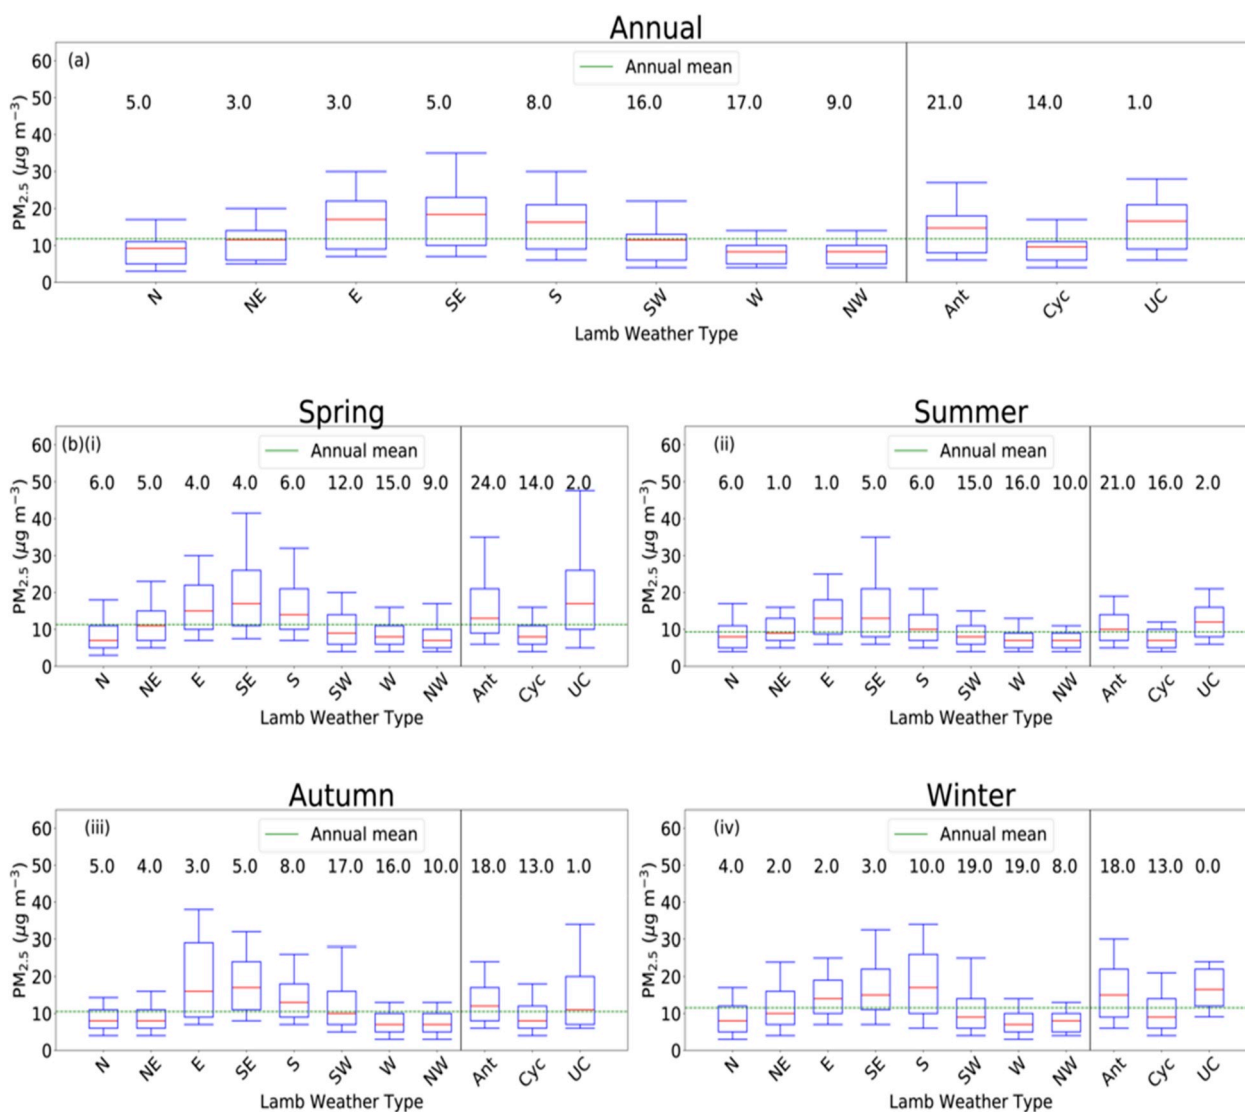 Annual
(a)
Annual mean
5.0 3.0 3.0 5.0 8.0 16.0 17.0 9.0 21.0 14.0 1.0
60
50
40
30
20
10
0
PM2.5 (μg m−3)
N NE E SE S SW W NW Ant Cyc UC
Lamb Weather Type
Spring
(b)(i)
Annual mean
6.0 5.0 4.0 4.0 6.0 12.0 15.0 9.0 24.0 14.0 2.0
60
50
40
30
20
10
0
PM2.5 (μg m−3)
N NE E SE S SW W NW Ant Cyc UC
Lamb Weather Type
Summer
(ii)
Annual mean
6.0 1.0 1.0 5.0 6.0 15.0 16.0 10.0 21.0 16.0 2.0
60
50
40
30
20
10
0
PM2.5 (μg m−3)
N NE E SE S SW W NW Ant Cyc UC
Lamb Weather Type
Autumn
(iii)
Annual mean
5.0 4.0 3.0 5.0 8.0 17.0 16.0 10.0 18.0 13.0 1.0
60
50
40
30
20
10
0
PM2.5 (μg m−3)
N NE E SE S SW W NW Ant Cyc UC
Lamb Weather Type
Winter
(iv)
Annual mean
4.0 2.0 2.0 3.0 10.0 19.0 19.0 8.0 18.0 13.0 0.0
60
50
40
30
20
10
0
PM2.5 (μg m−3)
N NE E SE S SW W NW Ant Cyc UC
Lamb Weather Type